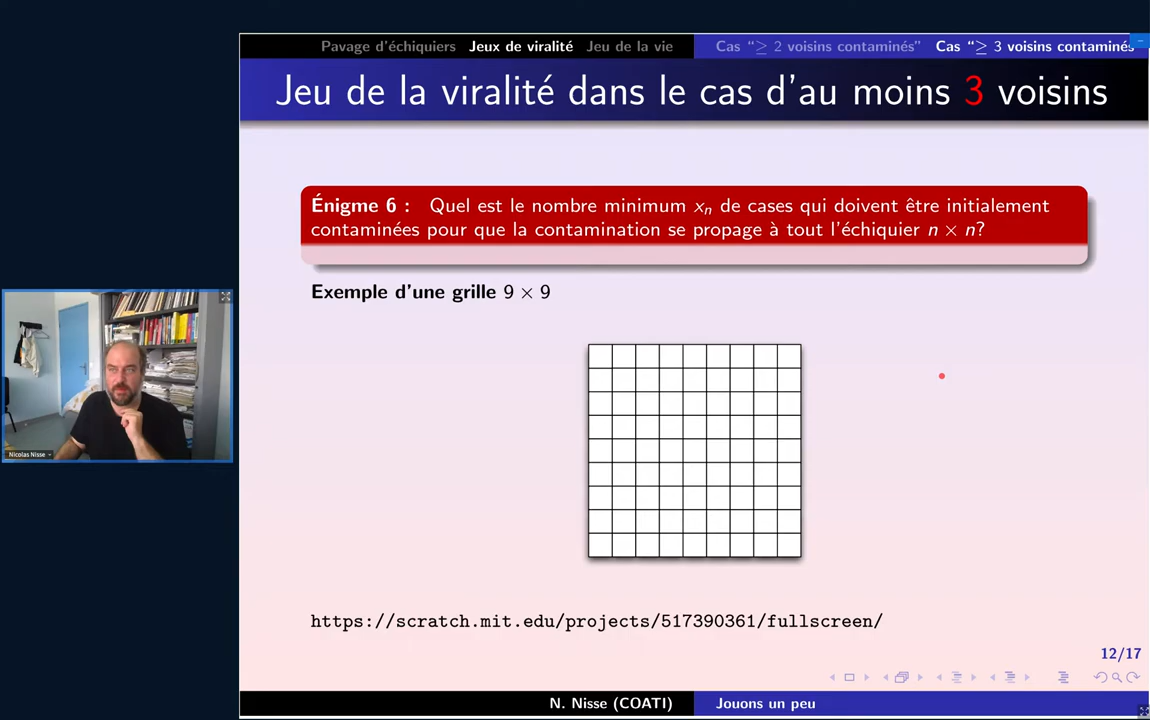 Pavage d'échiquiers Jeux de viralité Jeu de la vie Cas “≥ 2 voisins contaminés” Cas “≥ 3 voisins contaminés
Jeu de la viralité dans le cas d'au moins 3 voisins
Énigme 6 : Quel est le nombre minimum xn de cases qui doivent être initialement
contaminées pour que la contamination se propage à tout l'échiquier n × n?
Exemple d'une grille 9 × 9
Nicolas Nisse
https://scratch.mit.edu/projects/517390361/fullscreen/
12/17
N. Nisse (COATI) Jouons un peu